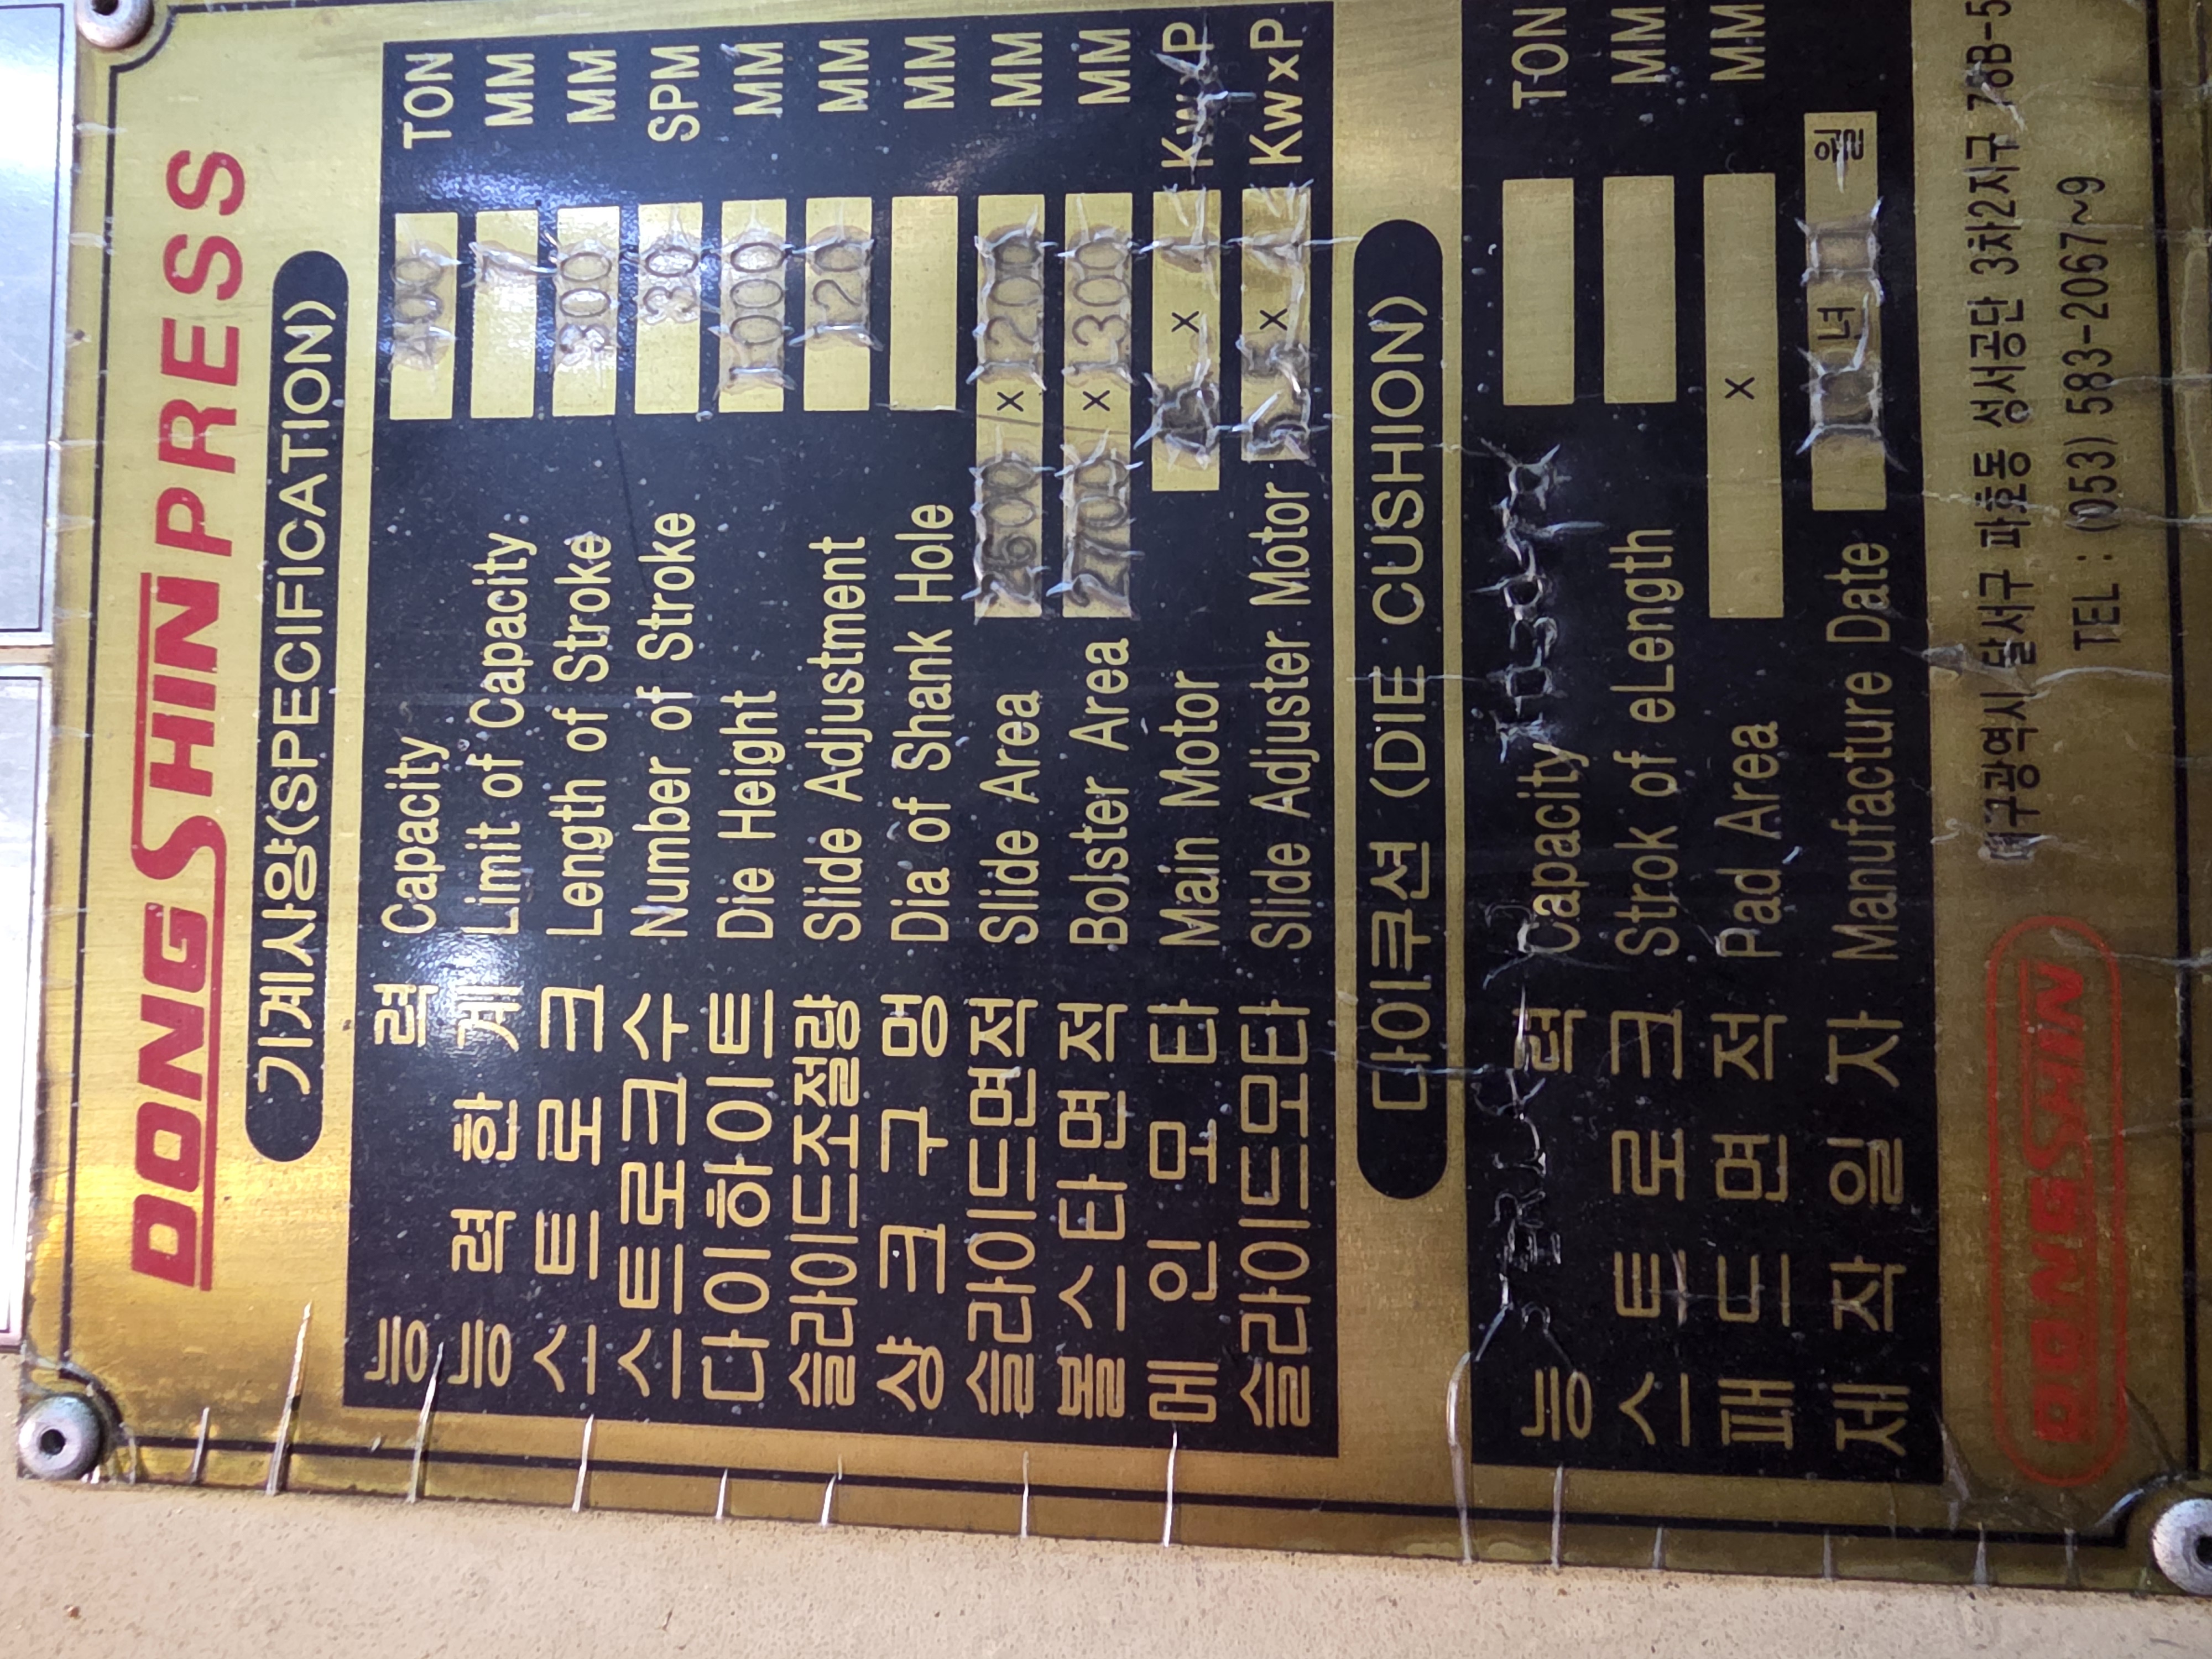 DONGSHIN PRESS
기계사양(SPECIFICATION)
능 력 Capacity 400 TON
능 력 한 계 Limit of Capacity 7 MM
스 트 로 크 Length of Stroke 300 MM
스트로크수 Number of Stroke 30 SPM
다이하이트 Die Height 1000 MM
슬라이드조절량 Slide Adjustment 120 MM
샹 크 구 멍 Dia of Shank Hole MM
슬라이드면적 Slide Area 2600 x 1200 MM
볼스타면적 Bolster Area 2700 x 1300 MM
메 인 모 타 Main Motor x KwxP
슬라이드모타 Slide Adjuster Motor x KwxP
다이쿠션 (DIE CUSHION)
능 력 Capacity TON
스 트 로 크 Strok of eLength MM
패 드 면 적 Pad Area x MM
제 작 일 자 Manufacture Date 년 월
대구광역시 달서구 파호동 성서공단 3차2지구 76B-5
DONGSHIN TEL : (053) 583-2067~9